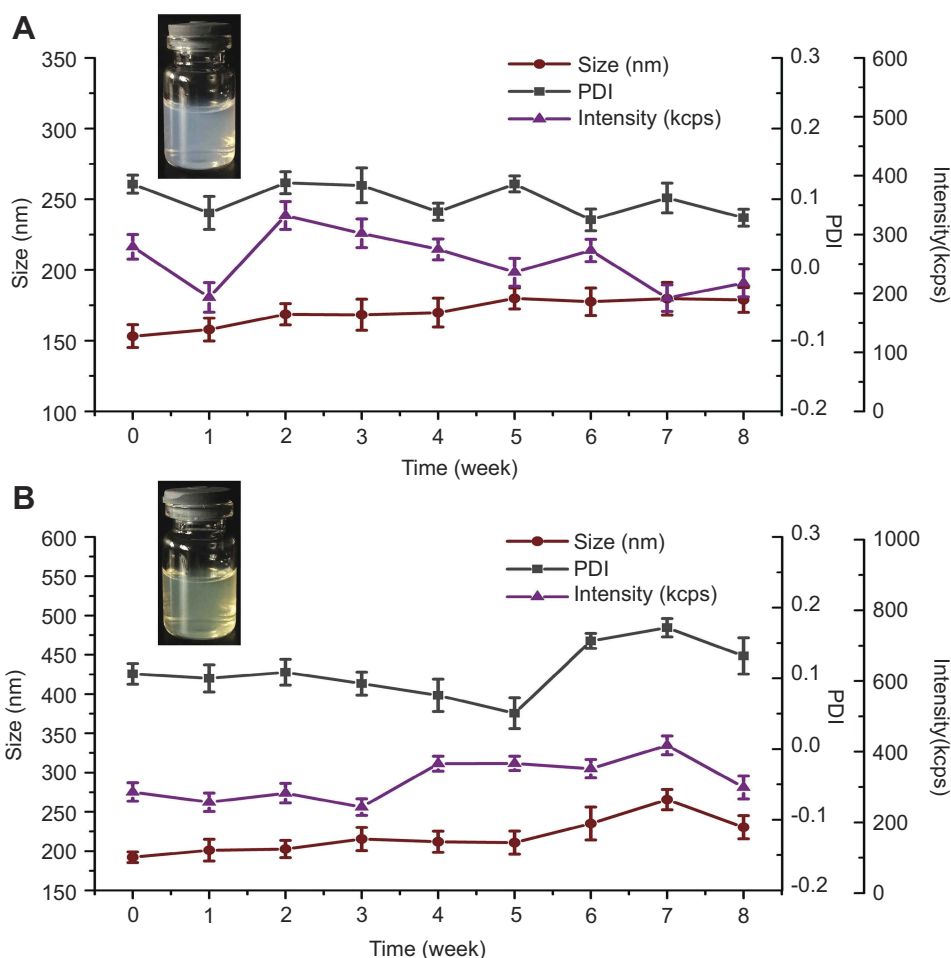 A
Size (nm)
PDI
Intensity (kcps)
350
300
250
200
150
100
Size (nm)
0.3
0.2
0.1
0.0
-0.1
-0.2
PDI
600
500
400
300
200
100
0
Intensity(kcps)
0 1 2 3 4 5 6 7 8
Time (week)
B
Size (nm)
PDI
Intensity (kcps)
600
550
500
450
400
350
300
250
200
150
Size (nm)
0.3
0.2
0.1
0.0
-0.1
-0.2
PDI
1000
800
600
400
200
0
Intensity(kcps)
0 1 2 3 4 5 6 7 8
Time (week)